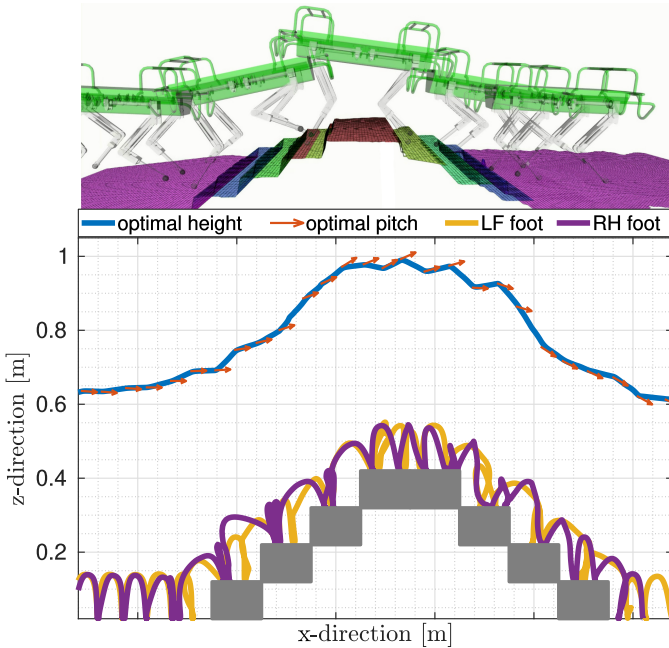 optimal height optimal pitch LF foot RH foot
1
0.8
0.6
0.4
0.2
z-direction [m]
x-direction [m]